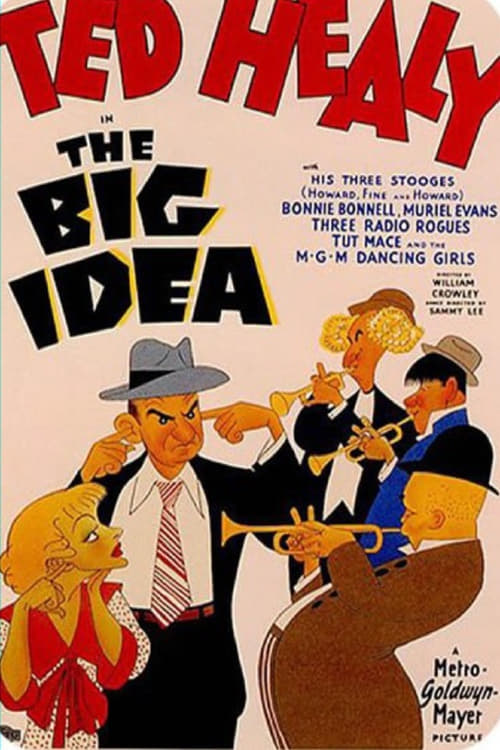 TED HEALY
IN
THE
BIG
IDEA
with
HIS THREE STOOGES
(HOWARD, FINE AND HOWARD)
BONNIE BONNELL, MURIEL EVANS
THREE RADIO ROGUES
TUT MACE AND THE
M·G·M DANCING GIRLS
DIRECTED BY
WILLIAM
CROWLEY
DANCE DIRECTED BY
SAMMY LEE
A
Metro-
Goldwyn-
Mayer
PICTURE